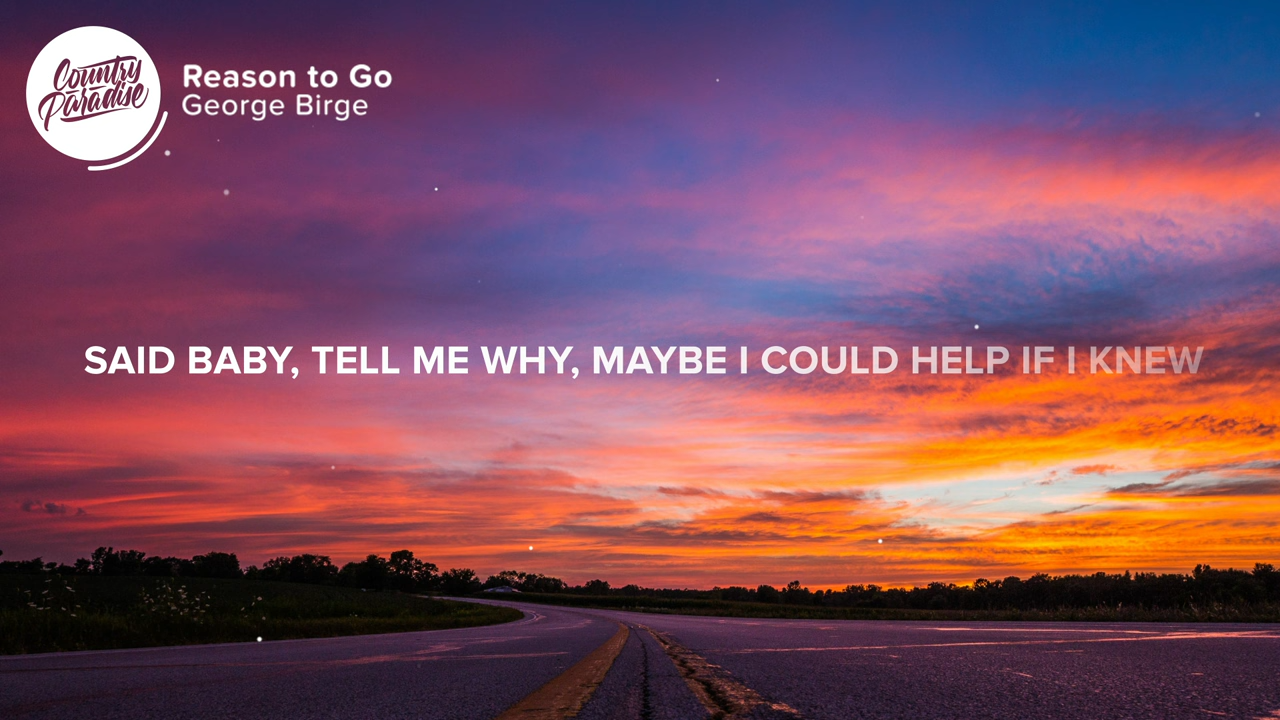 Country
Paradise
Reason to Go
George Birge
SAID BABY, TELL ME WHY, MAYBE I COULD HELP IF I KNEW